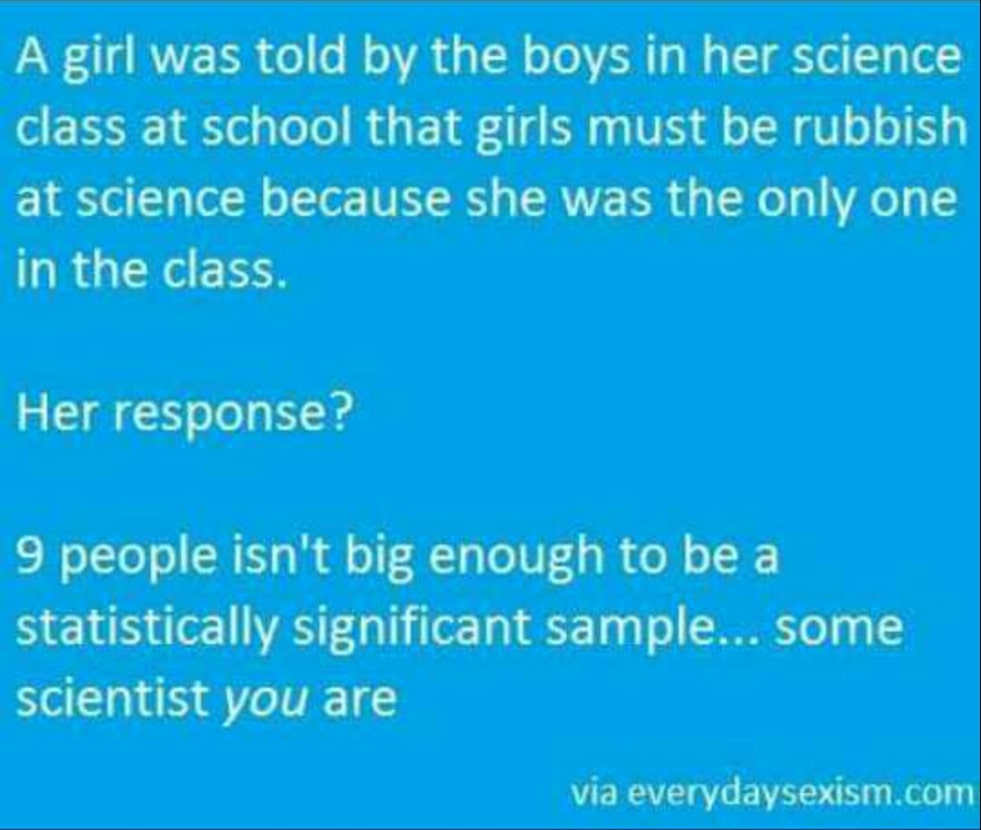 A girl was told by the boys in her science
class at school that girls must be rubbish
at science because she was the only one
in the class.
Her response?
9 people isn't big enough to be a
statistically significant sample... some
scientist you are
via everydaysexism.com